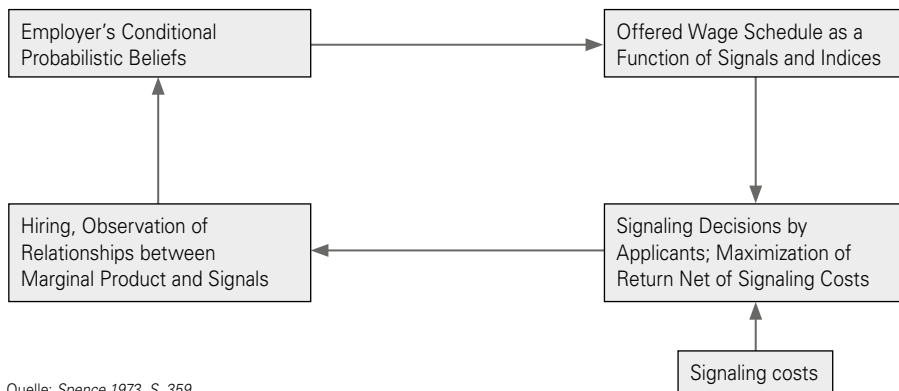 Employer's Conditional
Probabilistic Beliefs
Offered Wage Schedule as a
Function of Signals and Indices
Hiring, Observation of
Relationships between
Marginal Product and Signals
Signaling Decisions by
Applicants; Maximization of
Return Net of Signaling Costs
Signaling costs
Quelle: Spence 1973, S. 359